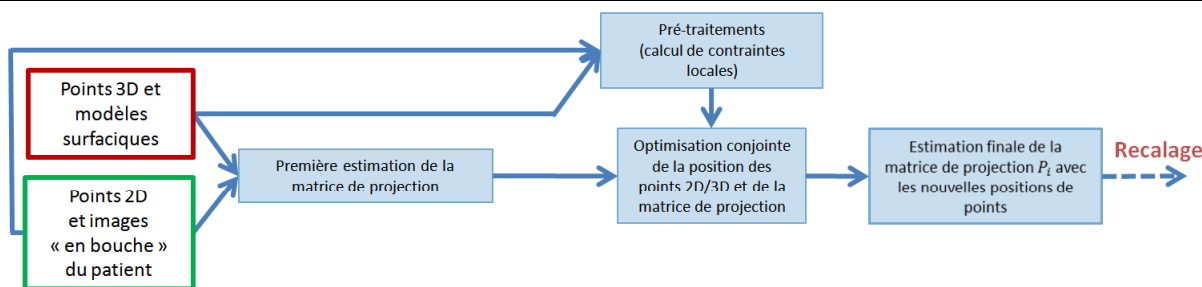 Pré-traitements
(calcul de contraintes
locales)
Points 3D et
modèles
surfaciques
Première estimation de la
matrice de projection
Optimisation conjointe
de la position des
points 2D/3D et de la
matrice de projection
Estimation finale de la
matrice de projection P_i avec
les nouvelles positions de
points
Recalage
Points 2D
et images
« en bouche »
du patient